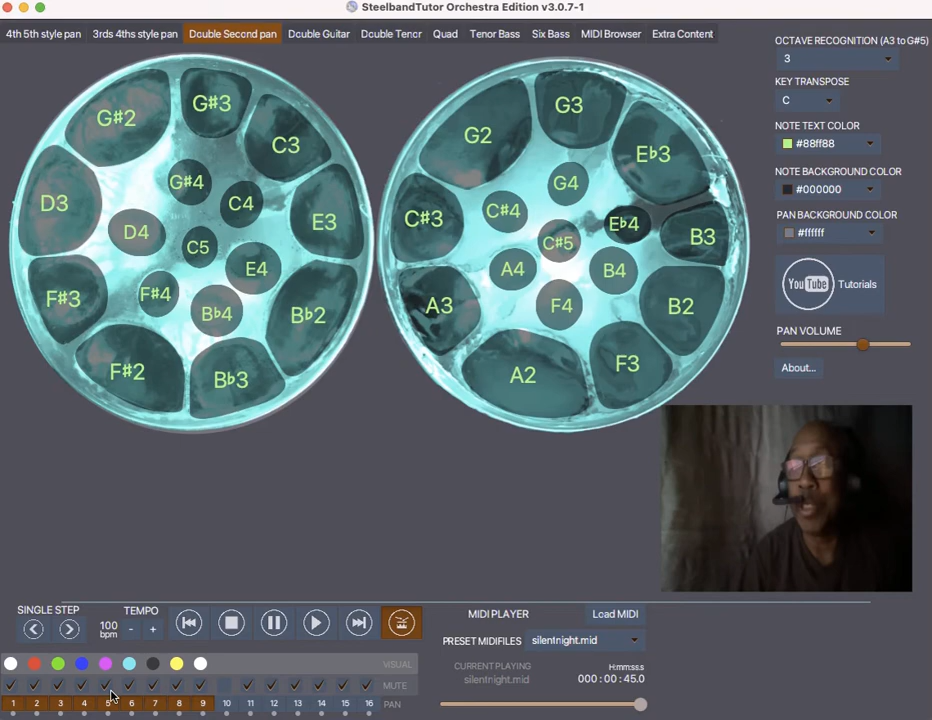 SteelbandTutor Orchestra Edition v3.0.7-1
4th 5th style pan 3rds 4ths style pan Double Second pan Double Guitar Double Tenor Quad Tenor Bass Six Bass MIDI Browser Extra Content
OCTAVE RECOGNITION (A3 to G#5)
3
KEY TRANSPOSE
C
NOTE TEXT COLOR
#88ff88
NOTE BACKGROUND COLOR
#000000
PAN BACKGROUND COLOR
#ffffff
You Tube Tutorials
PAN VOLUME
About...
G#2 G#3 C3
D3 G#4 C4 E3
D4 C5
F#3 F#4 E4
B♭4 B♭2
F#2 B♭3
G2 G3 E♭3
C#3 C#4 G4 E♭4 B3
C#5
A3 A4 B4 B2
F4
A2 F3
SINGLE STEP TEMPO
100 bpm - +
MIDI PLAYER Load MIDI
PRESET MIDIFILES silentnight.mid
CURRENT PLAYING H:mm:sss
silentnight.mid 000 : 00 : 45.0
VISUAL
MUTE
1 2 3 4 5 6 7 8 9 10 11 12 13 14 15 16 PAN